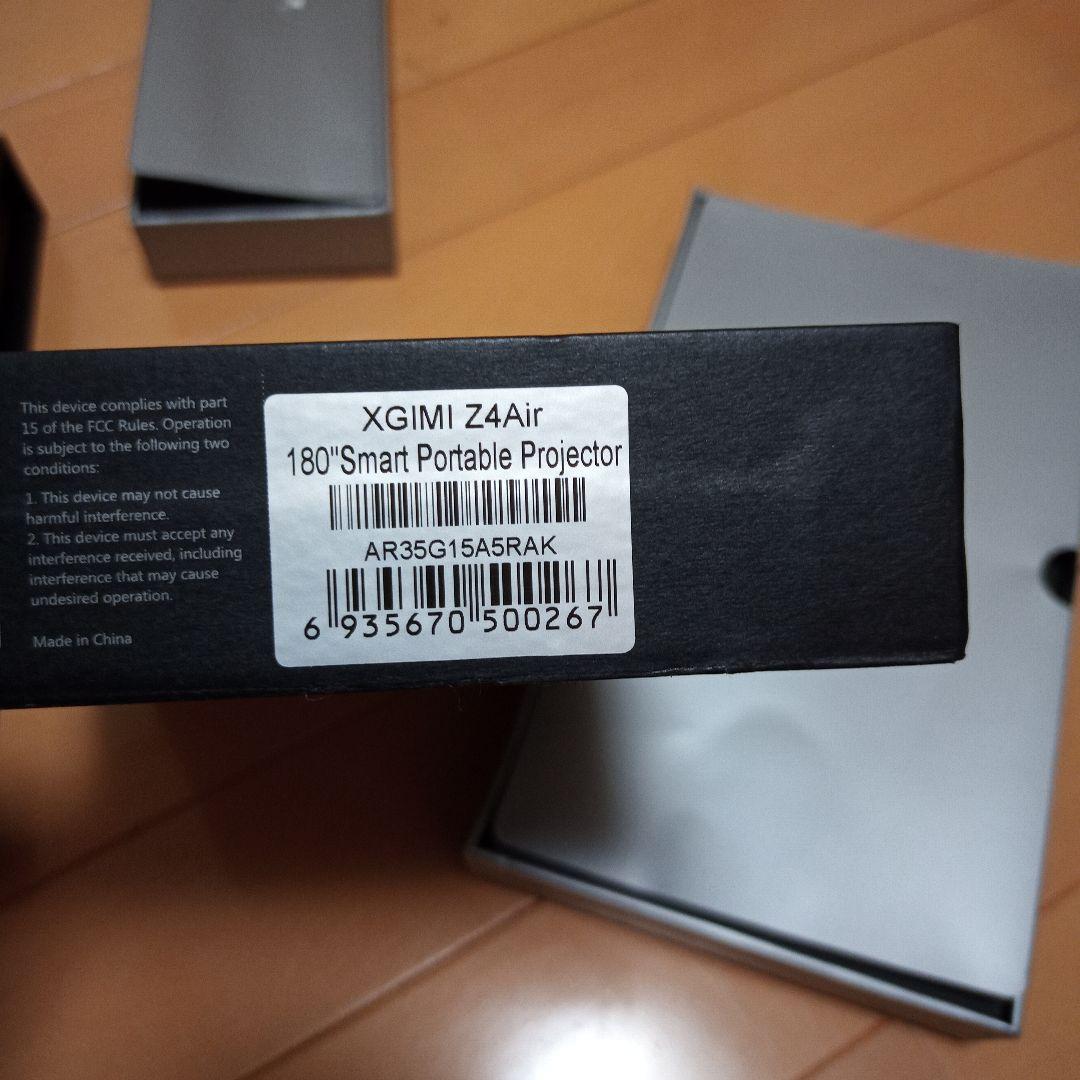 This device complies with part
15 of the FCC Rules. Operation
is subject to the following two
conditions:
1. This device may not cause
harmful interference.
2. This device must accept any
interference received, including
interference that may cause
undesired operation.
Made in China
XGIMI Z4Air
180"Smart Portable Projector
AR35G15A5RAK
6 935670 500267